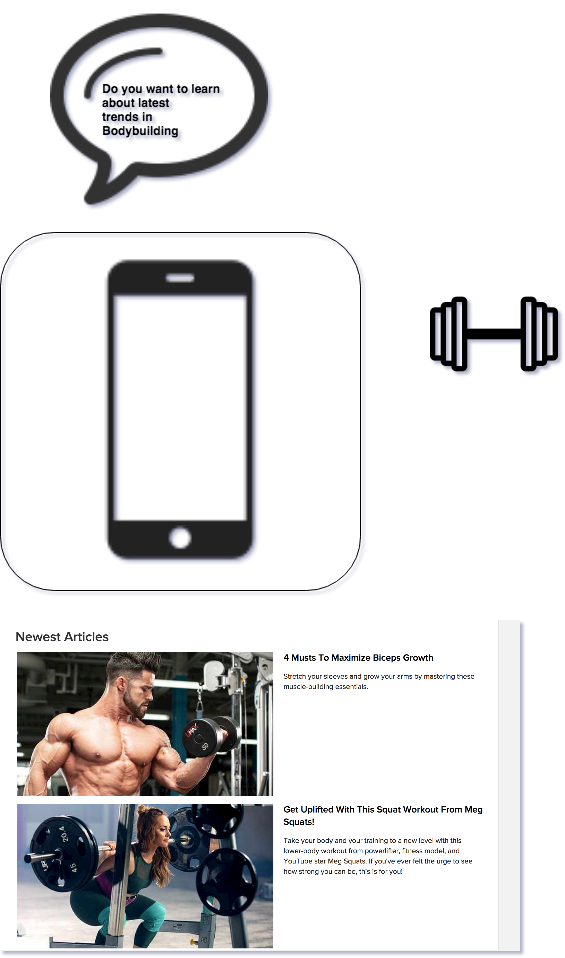 Do you want to learn
about latest
trends in
Bodybuilding
Newest Articles
4 Musts To Maximize Biceps Growth
Stretch your sleeves and grow your arms by mastering these
muscle-building essentials.
Get Uplifted With This Squat Workout From Meg
Squats!
Take your body and your training to a new level with this
lower-body workout from powerlifter, fitness model, and
YouTube star Meg Squats. If you've ever felt the urge to see
how strong you can be, this is for you!